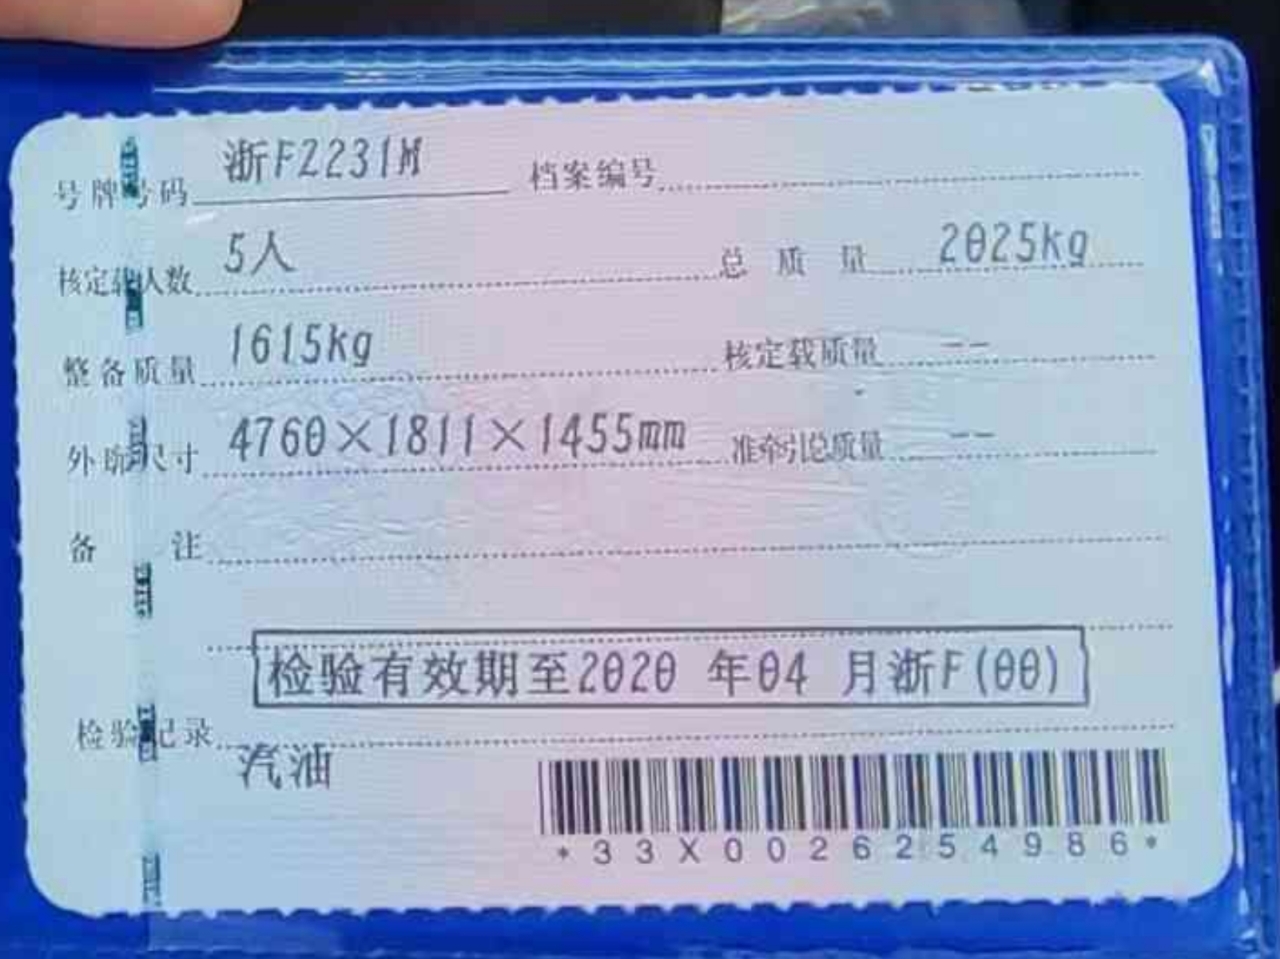 号牌号码 浙F2231M 档案编号
核定载人数 5人 总质量 2025kg
整备质量 1615kg 核定载质量 --
外廓尺寸 4760×1811×1455mm 准牵引总质量 --
备注
检验有效期至2020 年04 月浙F(00)
检验记录
汽油
*33X0026254986*